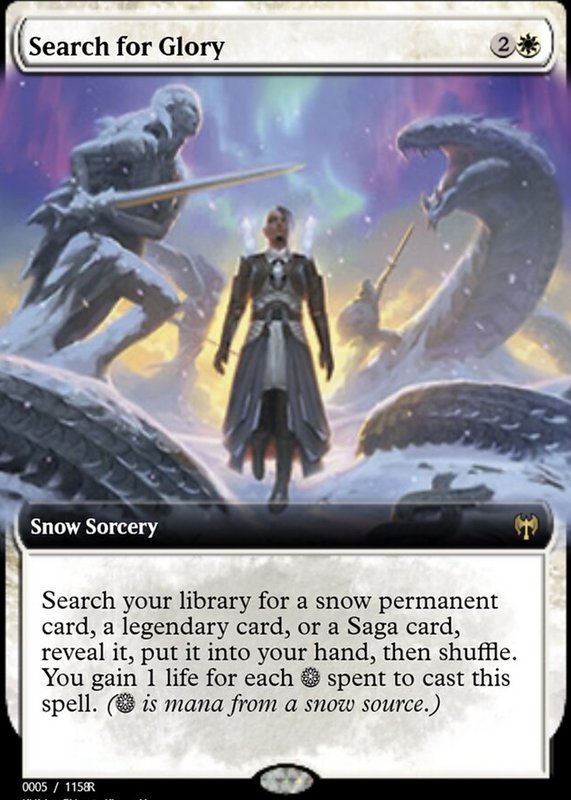 Search for Glory 2
Snow Sorcery
Search your library for a snow permanent
card, a legendary card, or a Saga card,
reveal it, put it into your hand, then shuffle.
You gain 1 life for each spent to cast this
spell. ( is mana from a snow source.)
0005 / 1158R